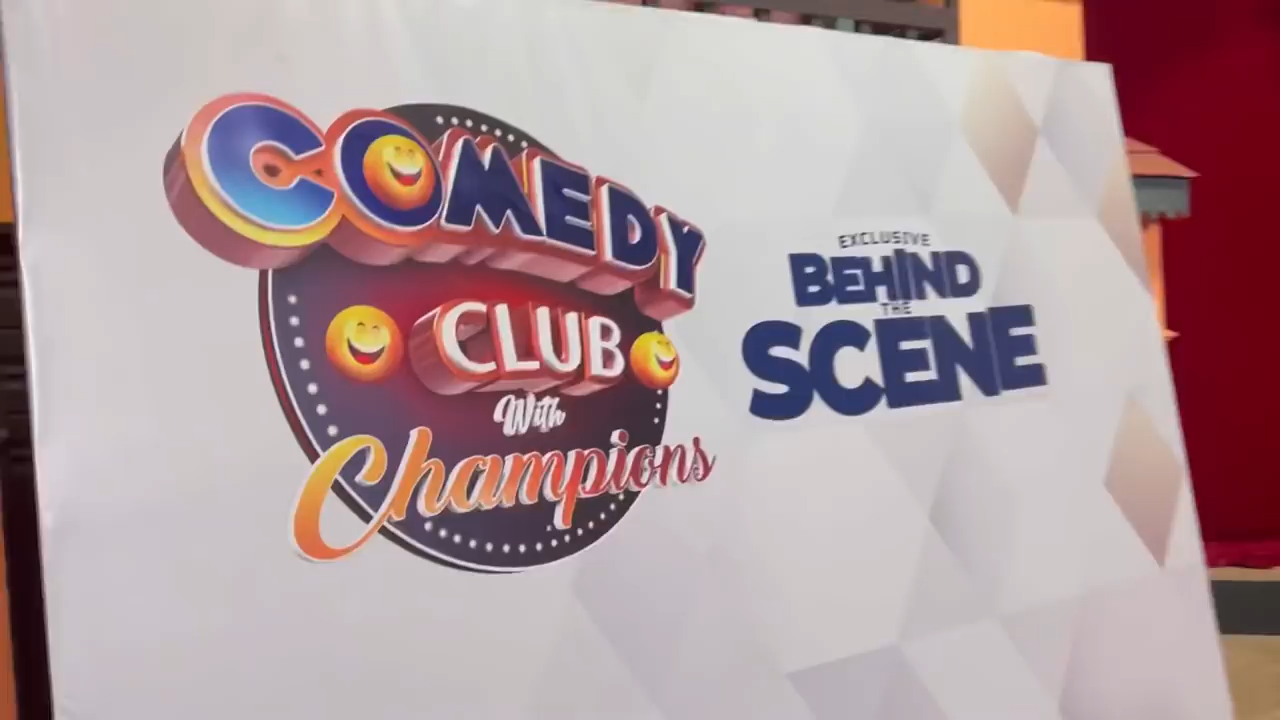 COMEDY
CLUB
With
Champions
EXCLUSIVE
BEHIND
THE
SCENE